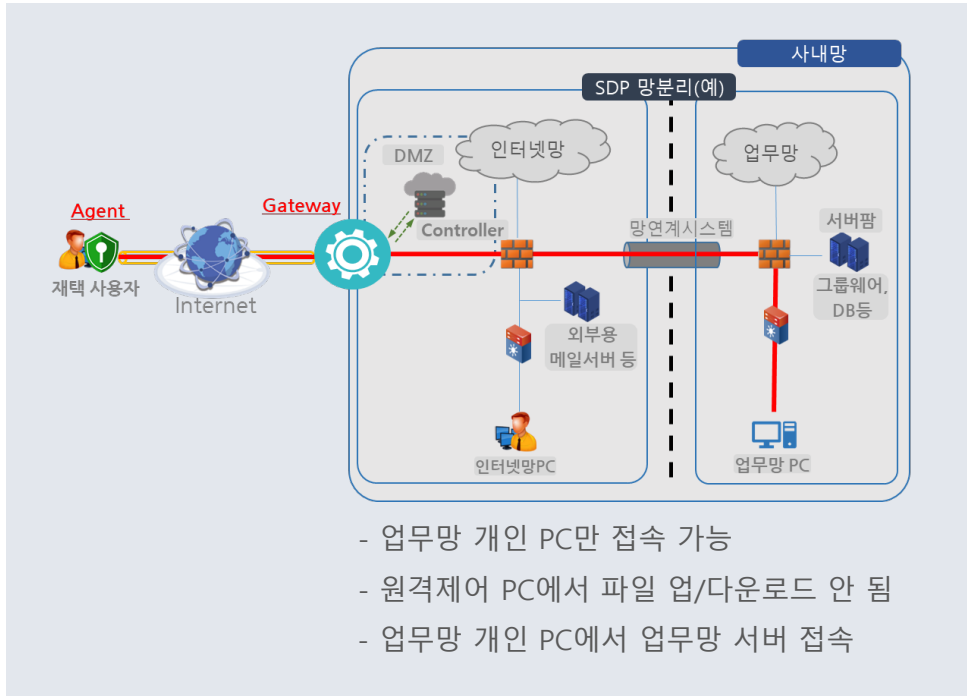 사내망
SDP 망분리(예)
DMZ
인터넷망
업무망
Agent
Gateway
Controller
망연계시스템
서버팜
재택 사용자
Internet
그룹웨어,
DB등
외부용
메일서버 등
인터넷망PC
업무망 PC
- 업무망 개인 PC만 접속 가능
- 원격제어 PC에서 파일 업/다운로드 안 됨
- 업무망 개인 PC에서 업무망 서버 접속